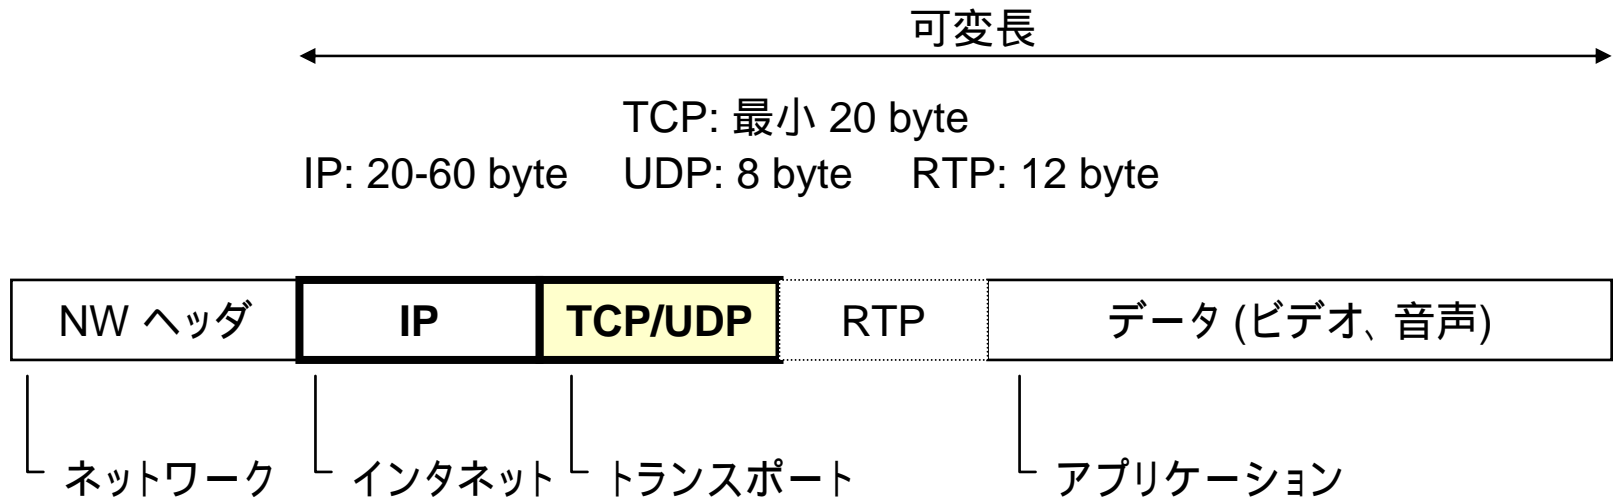 可変長
TCP: 最小 20 byte
IP: 20-60 byte UDP: 8 byte RTP: 12 byte
NW ヘッダ IP TCP/UDP RTP データ (ビデオ、音声)
ネットワーク インタネット トランスポート アプリケーション